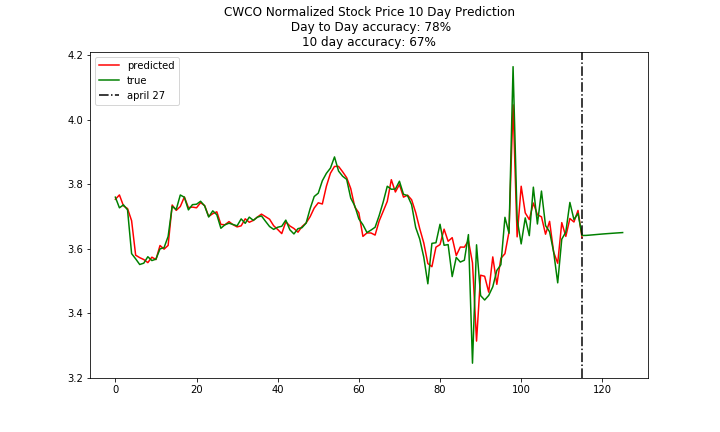 CWCO Normalized Stock Price 10 Day Prediction
Day to Day accuracy: 78%
10 day accuracy: 67%
predicted
true
april 27
4.2
4.0
3.8
3.6
3.4
3.2
0 20 40 60 80 100 120